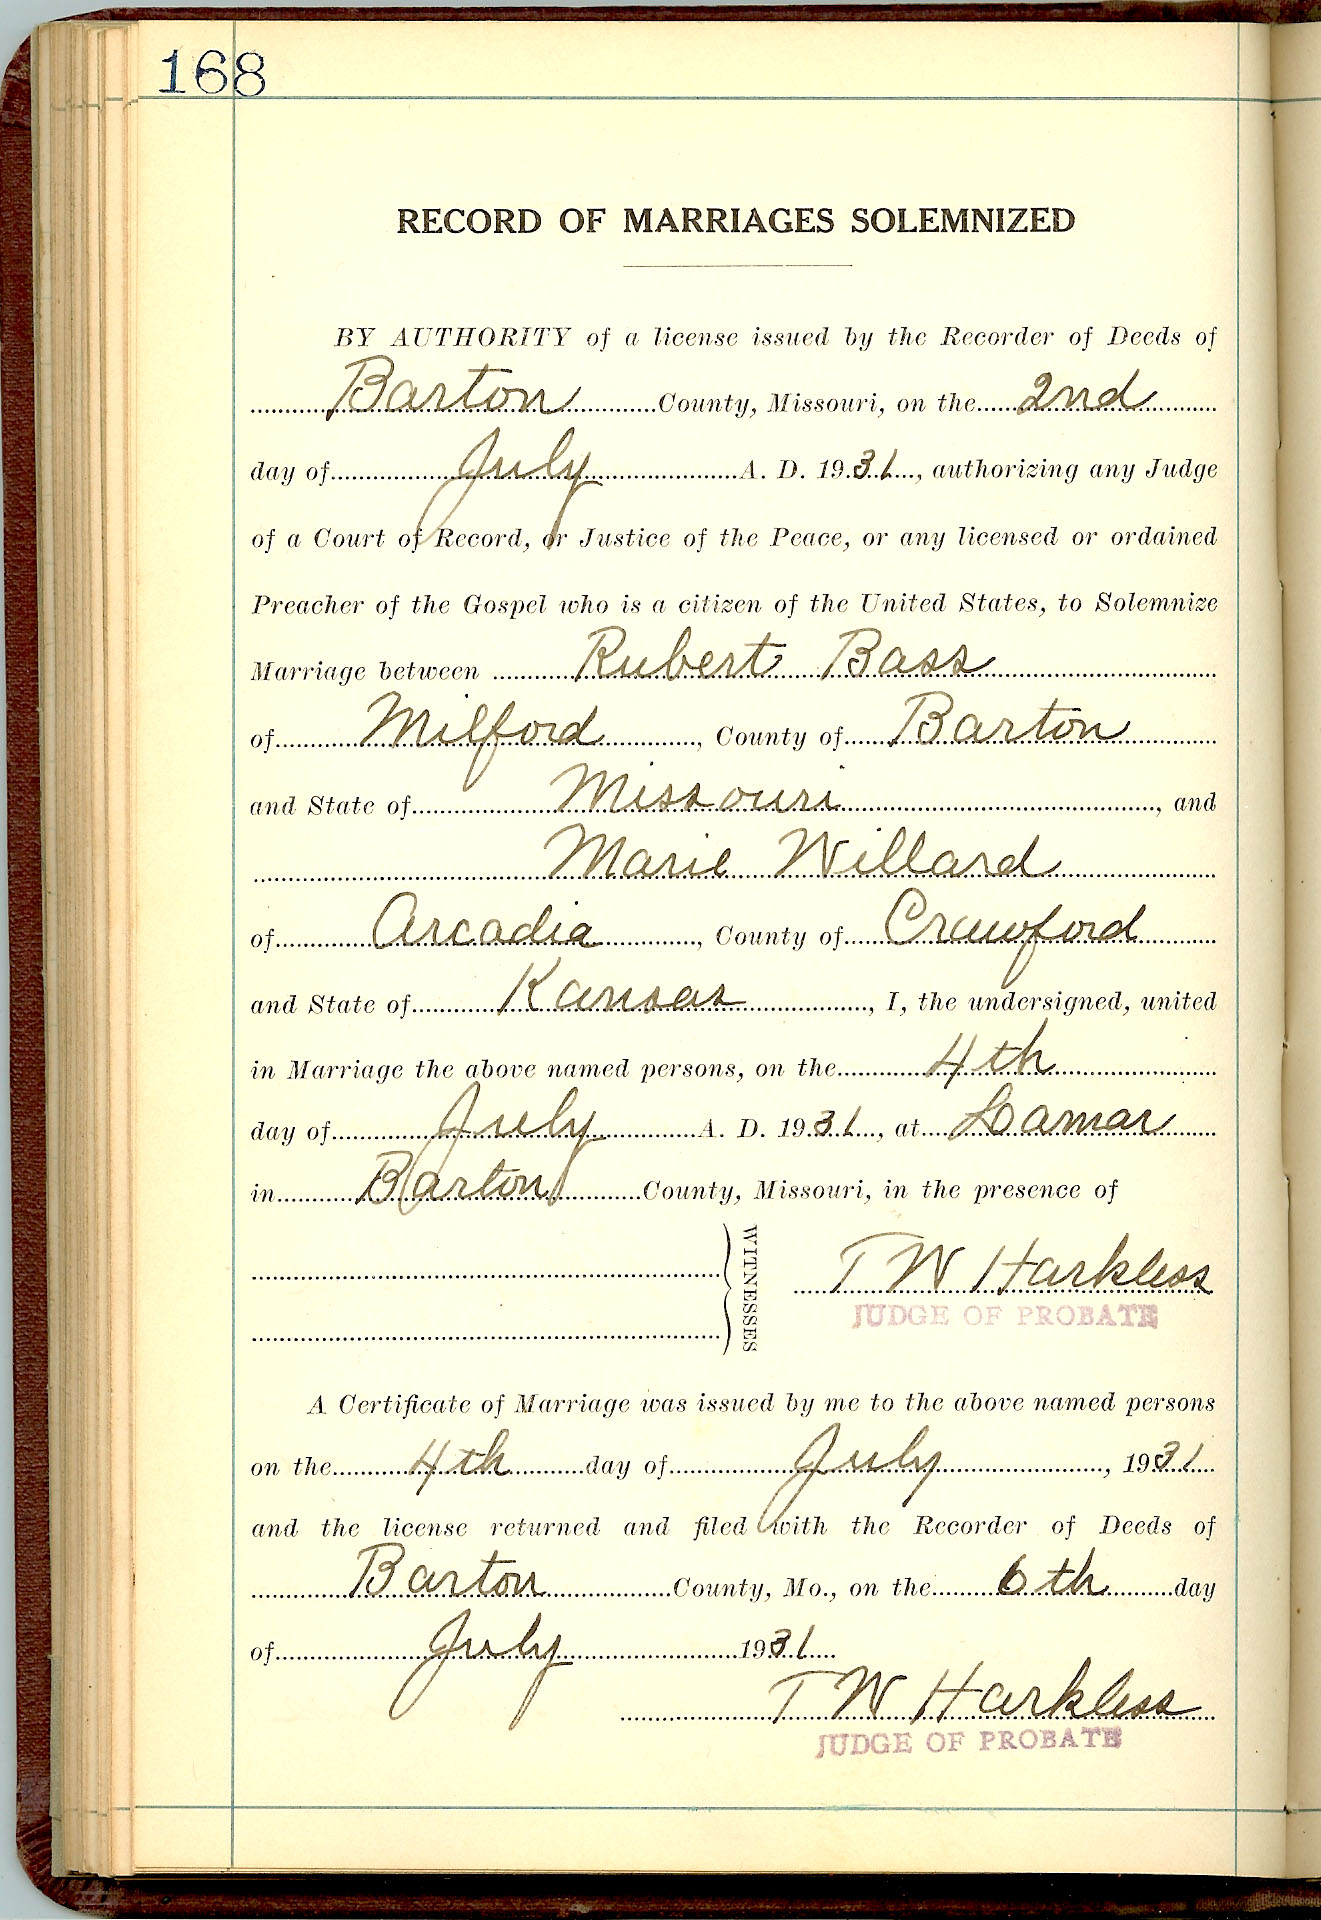 168
RECORD OF MARRIAGES SOLEMNIZED
BY AUTHORITY of a license issued by the Recorder of Deeds of
Barton County, Missouri, on the 2nd
day of July A. D. 1931, authorizing any Judge
of a Court of Record, or Justice of the Peace, or any licensed or ordained
Preacher of the Gospel who is a citizen of the United States, to Solemnize
Marriage between Rubert Bass
of Milford, County of Barton
and State of Missouri, and
Marie Willard
of Arcadia, County of Crawford
and State of Kansas, I, the undersigned, united
in Marriage the above named persons, on the 4th
day of July A. D. 1931, at Lamar
in Barton County, Missouri, in the presence of
WITNESSES
T W Harkless
JUDGE OF PROBATE
A Certificate of Marriage was issued by me to the above named persons
on the 4th day of July, 1931
and the license returned and filed with the Recorder of Deeds of
Barton County, Mo., on the 6th day
of July 1931
T W Harkless
JUDGE OF PROBATE